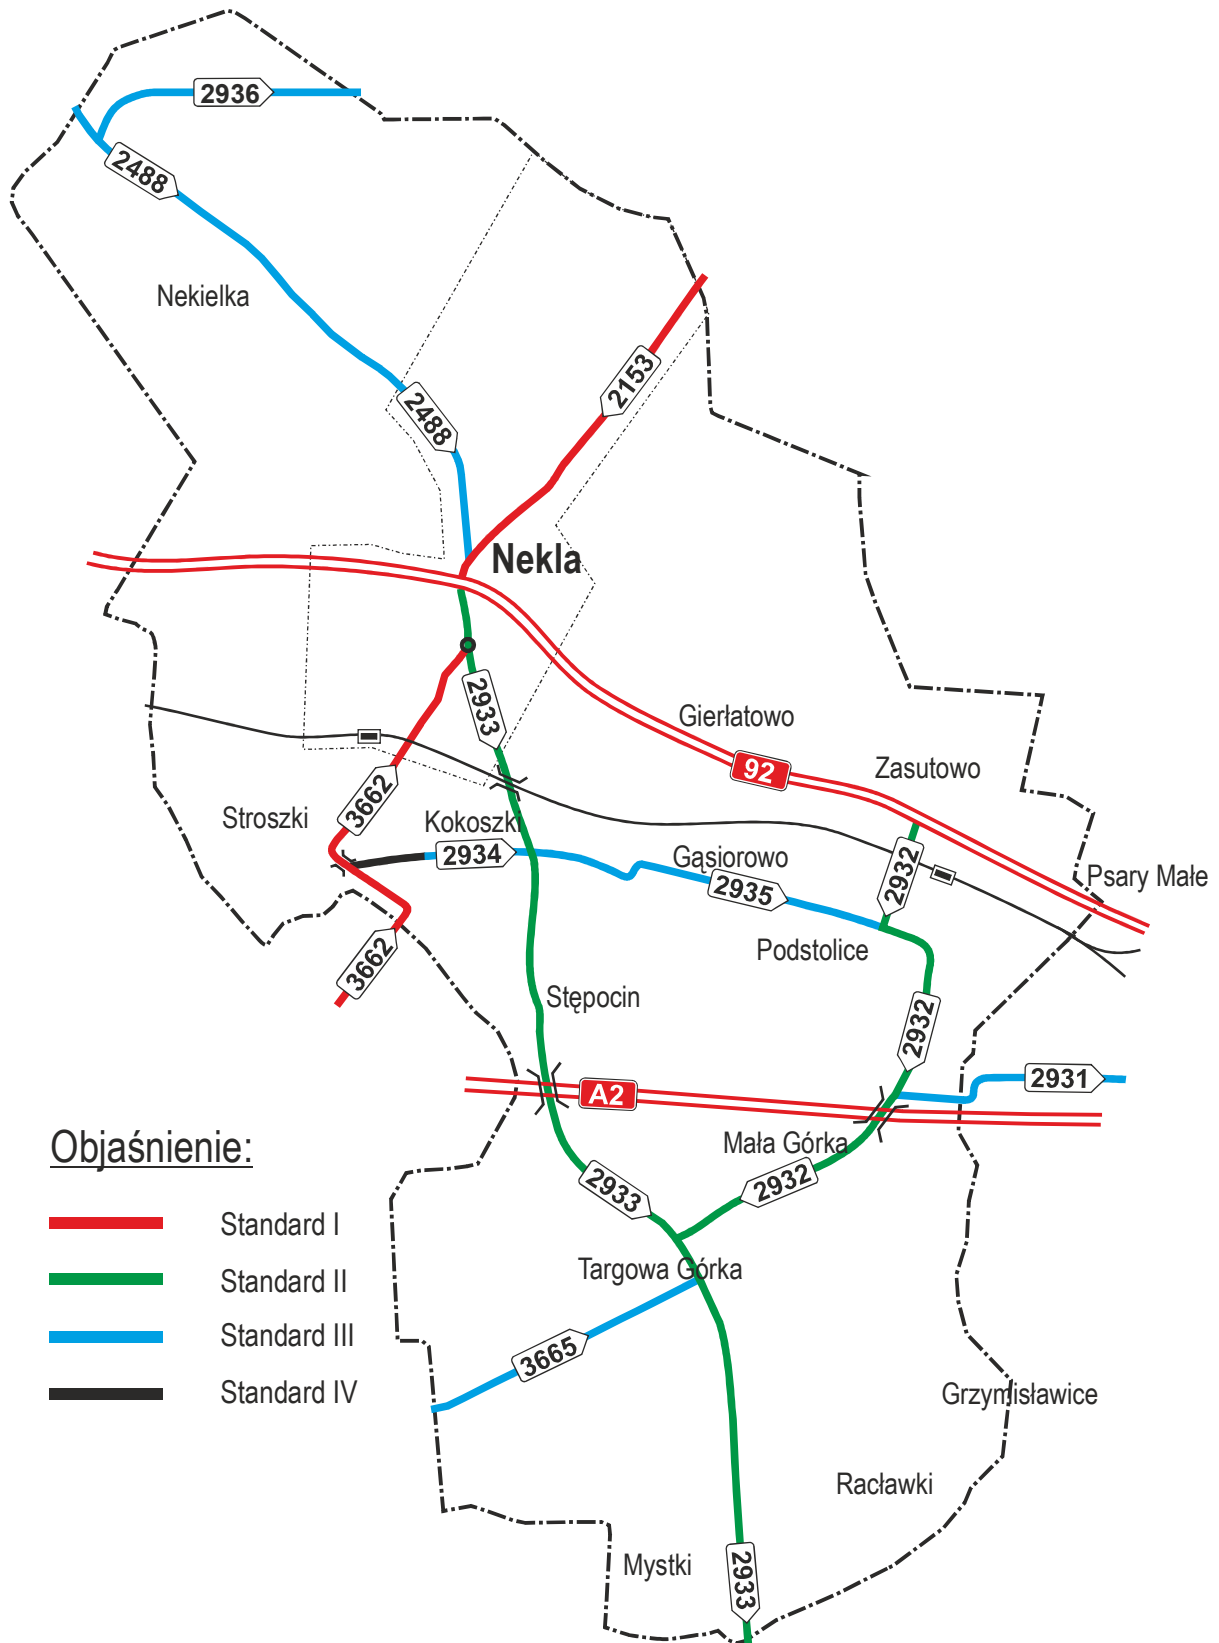 2936
2488
Nekielka
2153
2488
Nekla
2933
Gierłatowo
92
Zasutowo
3662
Stroszki
Kokoszki
2934
Gąsiorowo
2935
2932
Psary Małe
Podstolice
3662
Stępocin
2932
2931
A2
Mała Górka
2932
2933
Targowa Górka
3665
Objaśnienie:
Standard I
Standard II
Standard III
Standard IV
Grzymisławice
Racławki
Mystki
2933